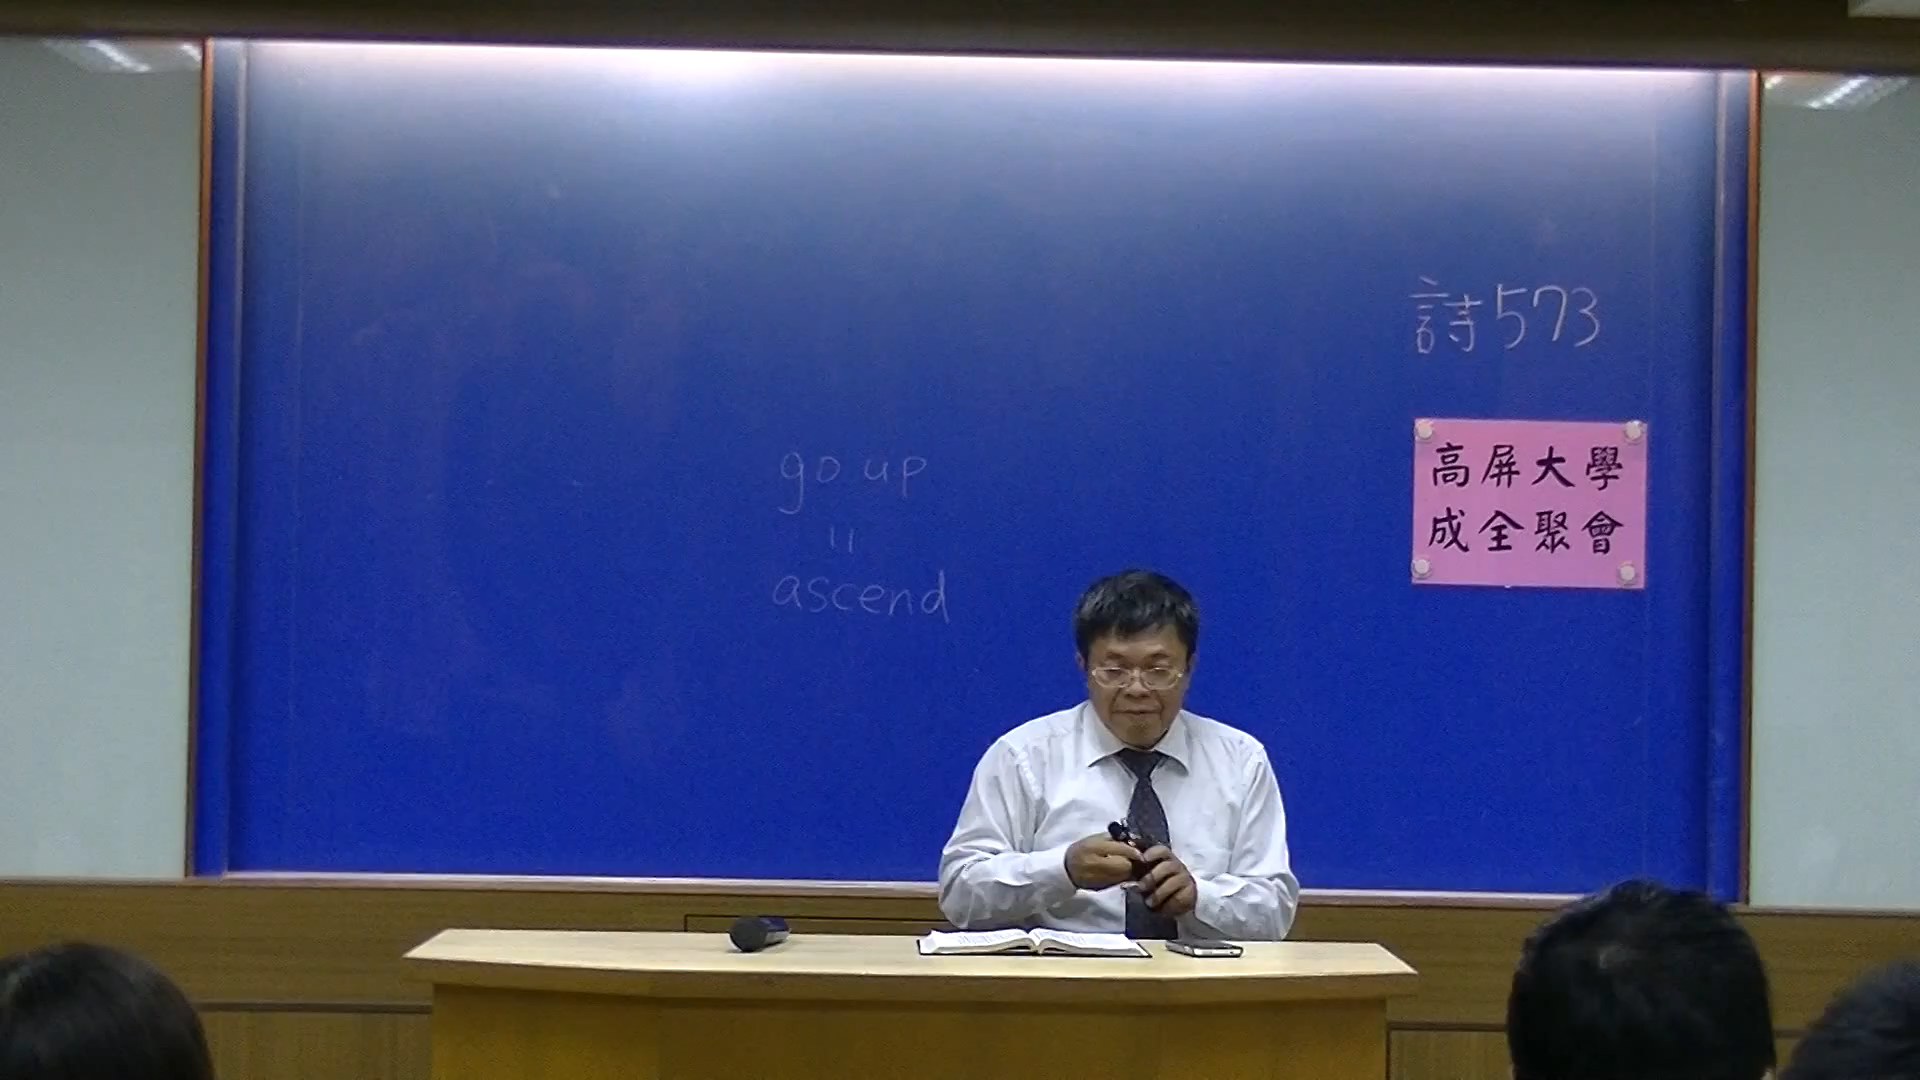 詩573
高屏大學
成全聚會
go up
=
ascend